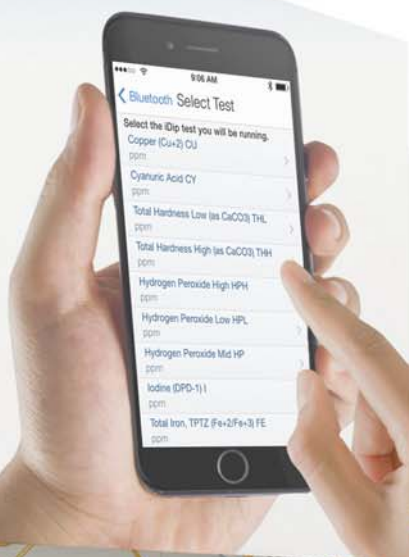 9:06 AM
Bluetooth Select Test
Select the iDip test you will be running.
Copper (Cu+2) CU
ppm
Cyanuric Acid CY
ppm
Total Hardness Low (as CaCO3) THL
ppm
Total Hardness High (as CaCO3) THH
ppm
Hydrogen Peroxide High HPH
ppm
Hydrogen Peroxide Low HPL
ppm
Hydrogen Peroxide Mid HP
ppm
Iodine (DPD-1) I
ppm
Total Iron, TPTZ (Fe+2/Fe+3) FE
ppm